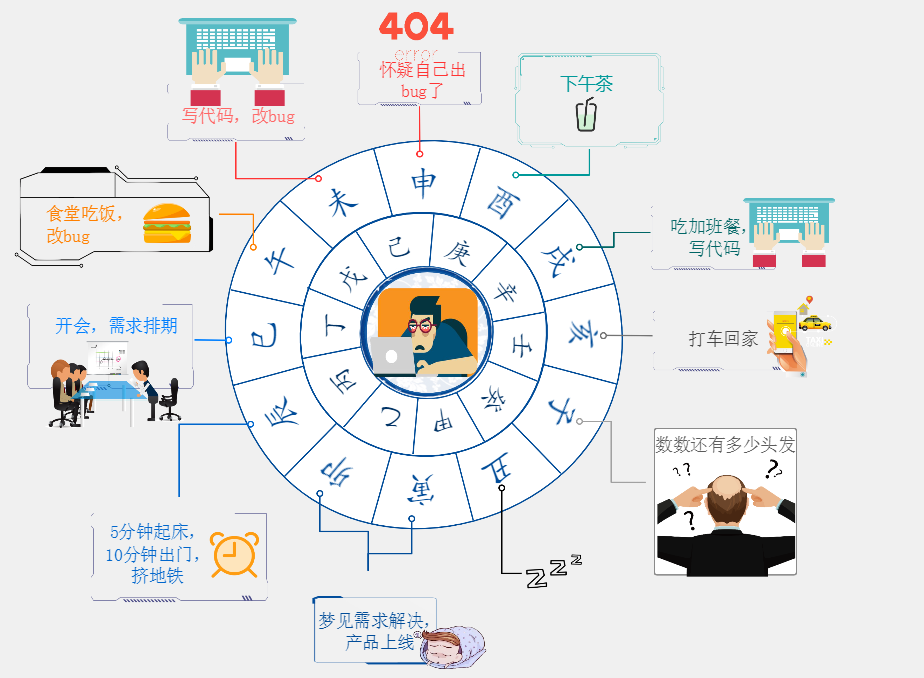 404
error
怀疑自己出
bug了
写代码，改bug
下午茶
食堂吃饭，
改bug
吃加班餐，
写代码
开会，需求排期
打车回家
数数还有多少头发
5分钟起床，
10分钟出门，
挤地铁
梦见需求解决，
产品上线
zzz
申
酉
戌
亥
子
丑
寅
卯
辰
巳
午
未
己
庚
辛
壬
癸
甲
乙
丙
丁
戊
? ?
? ?
?